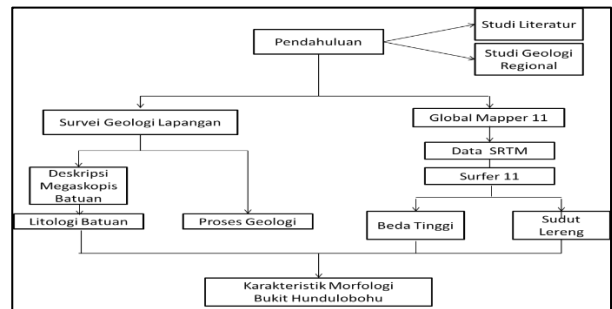 Studi Literatur
Pendahuluan
Studi Geologi
Regional
Survei Geologi Lapangan
Global Mapper 11
Data SRTM
Deskripsi
Megaskopis
Batuan
Surfer 11
Litologi Batuan
Proses Geologi
Beda Tinggi
Sudut
Lereng
Karakteristik Morfologi
Bukit Hundulobohu